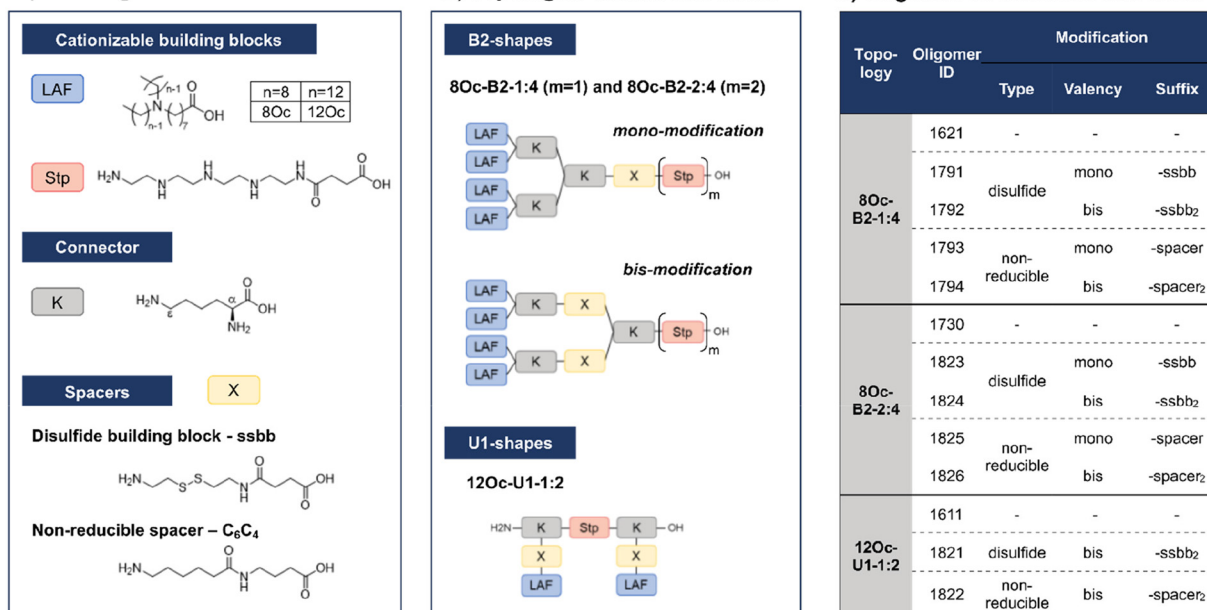 Cationizable building blocks
LAF
n-1
N
n-1
7
O
OH
n=8 n=12
8Oc 12Oc
Stp
H2N
H
N
N
H
H
N
N
H
H
N
O
O
OH
Connector
K
H2N
ε
α
O
OH
NH2
Spacers
X
Disulfide building block - ssbb
H2N
S
S
H
N
O
O
OH
Non-reducible spacer – C6C4
H2N
O
N
H
O
OH
B2-shapes
8Oc-B2-1:4 (m=1) and 8Oc-B2-2:4 (m=2)
mono-modification
LAF
LAF
K
LAF
LAF
K
K
X
Stp
OH
m
bis-modification
LAF
LAF
K
X
LAF
LAF
K
X
K
Stp
OH
m
U1-shapes
12Oc-U1-1:2
H2N K Stp K OH
X X
LAF LAF
Topo-
logy
Oligomer
ID
Modification
Type Valency Suffix
8Oc-
B2-1:4
1621 - - -
1791 disulfide mono -ssbb
1792 bis -ssbb2
1793 non-
reducible mono -spacer
1794 bis -spacer2
8Oc-
B2-2:4
1730 - - -
1823 disulfide mono -ssbb
1824 bis -ssbb2
1825 non-
reducible mono -spacer
1826 bis -spacer2
12Oc-
U1-1:2
1611 - - -
1821 disulfide bis -ssbb2
1822 non-
reducible bis -spacer2